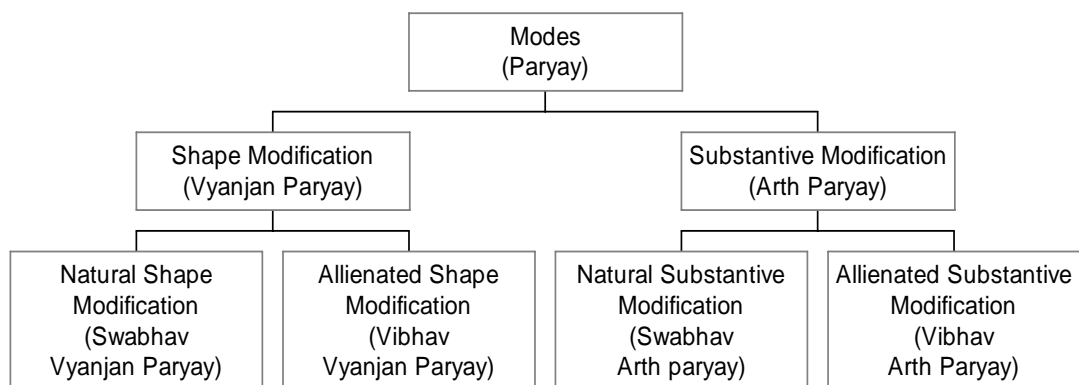 Modes
(Paryay)
Shape Modification
(Vyanjan Paryay)
Substantive Modification
(Arth Paryay)
Natural Shape
Modification
(Swabhav
Vyanjan Paryay)
Allienated Shape
Modification
(Vibhav
Vyanjan Paryay)
Natural Substantive
Modification
(Swabhav
Arth paryay)
Allienated Substantive
Modification
(Vibhav
Arth Paryay)